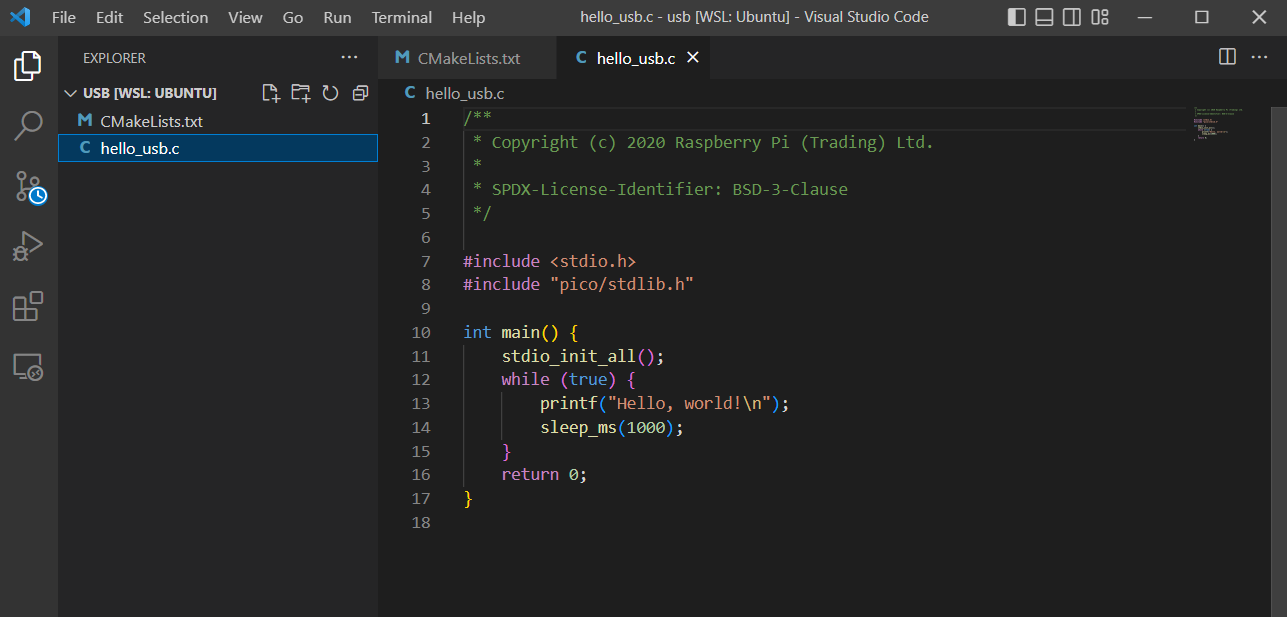 File Edit Selection View Go Run Terminal Help
hello_usb.c - usb [WSL: Ubuntu] - Visual Studio Code
EXPLORER
USB [WSL: UBUNTU]
M CMakeLists.txt
C hello_usb.c
M CMakeLists.txt
C hello_usb.c
C hello_usb.c
1 /**
2  * Copyright (c) 2020 Raspberry Pi (Trading) Ltd.
3  *
4  * SPDX-License-Identifier: BSD-3-Clause
5  */
6
7 #include <stdio.h>
8 #include "pico/stdlib.h"
9
10 int main() {
11     stdio_init_all();
12     while (true) {
13         printf("Hello, world!\n");
14         sleep_ms(1000);
15     }
16     return 0;
17 }
18